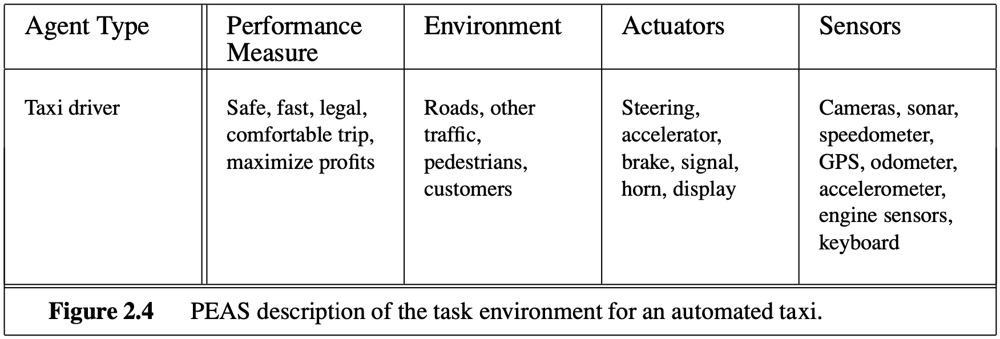 Agent Type
Performance
Measure
Environment
Actuators
Sensors
Taxi driver
Safe, fast, legal,
comfortable trip,
maximize profits
Roads, other
traffic,
pedestrians,
customers
Steering,
accelerator,
brake, signal,
horn, display
Cameras, sonar,
speedometer,
GPS, odometer,
accelerometer,
engine sensors,
keyboard
Figure 2.4 PEAS description of the task environment for an automated taxi.